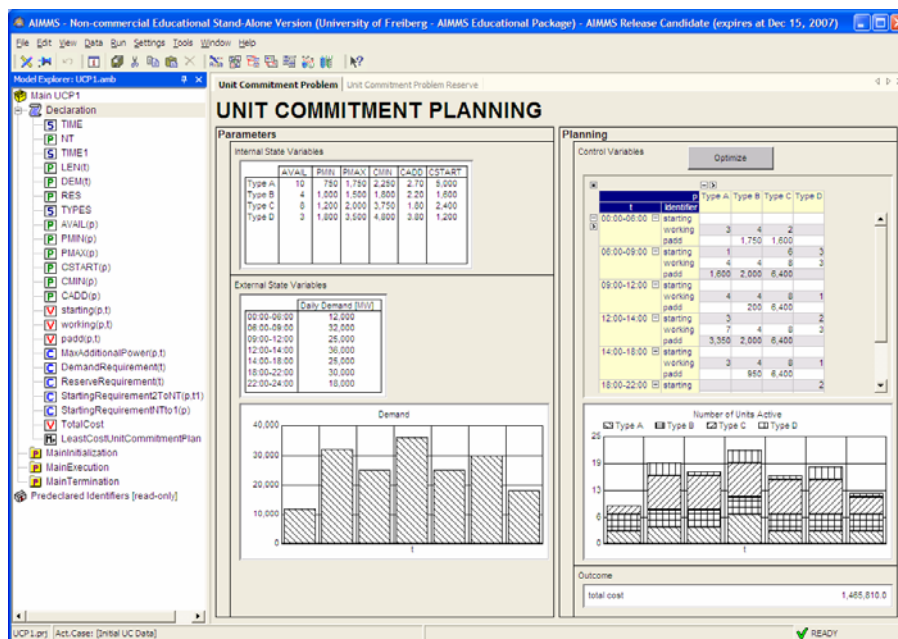 AIMMS - Non-commercial Educational Stand-Alone Version (University of Freiberg - AIMMS Educational Package) - AIMMS Release Candidate (expires at Dec 15, 2007)
File Edit View Data Run Settings Tools Window Help
Model Explorer: UCP1.amb
Main UCP1
Declaration
S TIME
P NT
S TIME1
P LEN(t)
P DEM(t)
P RES
S TYPES
P AVAIL(p)
P PMIN(p)
P PMAX(p)
P CSTART(p)
P CMIN(p)
P CADD(p)
V starting(p,t)
V working(p,t)
V padd(p,t)
C MaxAdditionalPower(p,t)
C DemandRequirement(t)
C ReserveRequirement(t)
C StartingRequirement2ToNT(p,t1)
C StartingRequirementNTto1(p)
V TotalCost
LeastCostUnitCommitmentPlan
P MainInitialization
P MainExecution
P MainTermination
Predeclared Identifiers [read-only]
Unit Commitment Problem Unit Commitment Problem Reserve
UNIT COMMITMENT PLANNING
Parameters
Internal State Variables
AVAIL PMIN PMAX CMIN CADD CSTART
Type A 10 750 1,750 2,250 2.70 5,000
Type B 4 1,000 1,500 1,800 2.20 1,600
Type C 8 1,200 2,000 3,750 1.80 2,400
Type D 3 1,800 3,500 4,800 3.80 1,200
External State Variables
Daily Demand [MW]
00:00-06:00 12,000
06:00-09:00 32,000
09:00-12:00 25,000
12:00-14:00 36,000
14:00-18:00 25,000
18:00-22:00 30,000
22:00-24:00 18,000
Demand
40,000
30,000
20,000
10,000
0
t
Planning
Control Variables
Optimize
p Type A Type B Type C Type D
t identifier
00:00-06:00 starting
working 3 4 2
padd 1,750 1,600
06:00-09:00 starting 1 6 3
working 4 4 8 3
padd 1,600 2,000 6,400
09:00-12:00 starting
working 4 4 8 1
padd 200 6,400
12:00-14:00 starting 3 2
working 7 4 8 3
padd 3,350 2,000 6,400
14:00-18:00 starting
working 3 4 8 1
padd 950 6,400
18:00-22:00 starting 2
Number of Units Active
Type A Type B Type C Type D
25
19
13
6
0
t
Outcome
total cost 1,465,810.0
UCP1.prj Act.Case: [Initial UC Data] READY